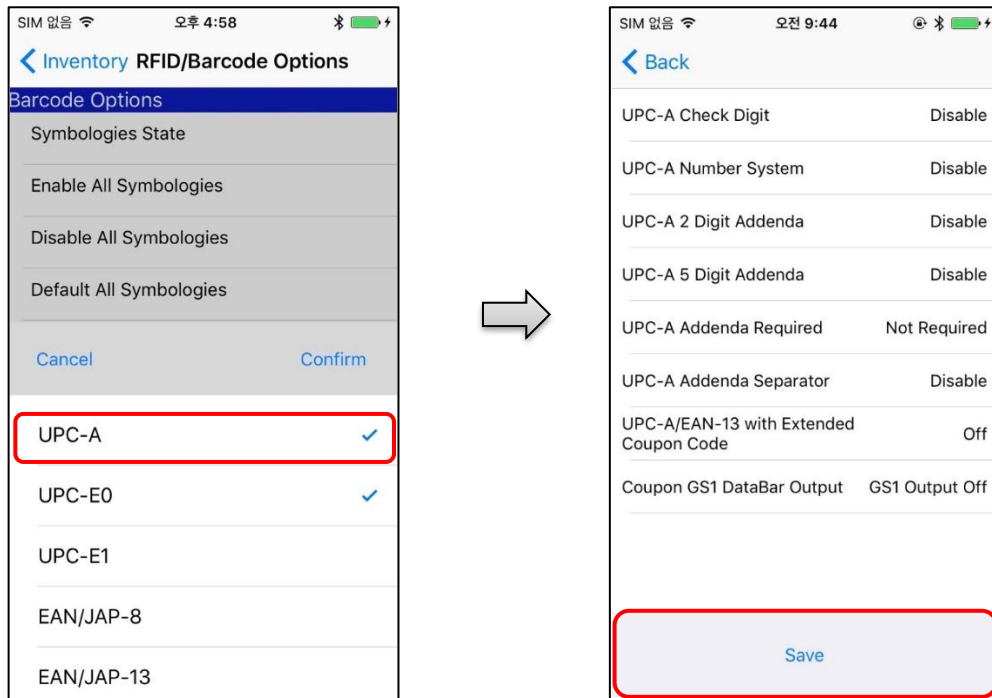 SIM 없음 오후 4:58
Inventory RFID/Barcode Options
Barcode Options
Symbologies State
Enable All Symbologies
Disable All Symbologies
Default All Symbologies
Cancel Confirm
UPC-A
UPC-E0
UPC-E1
EAN/JAP-8
EAN/JAP-13
SIM 없음 오전 9:44
Back
UPC-A Check Digit Disable
UPC-A Number System Disable
UPC-A 2 Digit Addenda Disable
UPC-A 5 Digit Addenda Disable
UPC-A Addenda Required Not Required
UPC-A Addenda Separator Disable
UPC-A/EAN-13 with Extended
Coupon Code Off
Coupon GS1 DataBar Output GS1 Output Off
Save